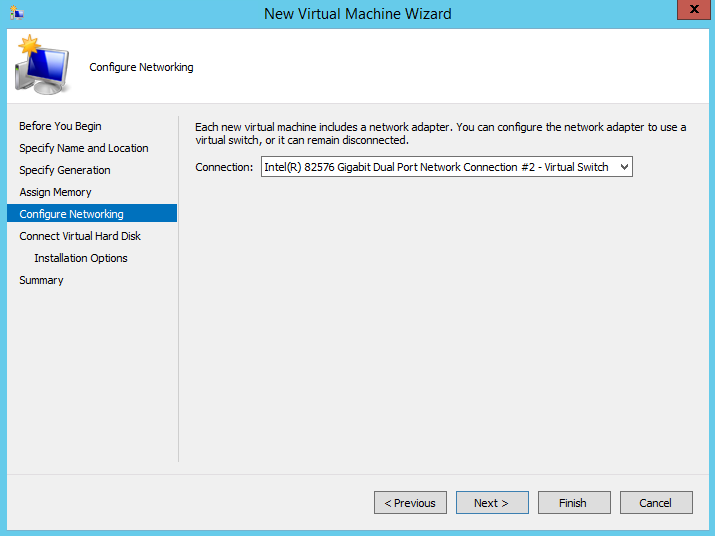 New Virtual Machine Wizard
x
Configure Networking
Before You Begin
Specify Name and Location
Specify Generation
Assign Memory
Configure Networking
Connect Virtual Hard Disk
Installation Options
Summary
Each new virtual machine includes a network adapter. You can configure the network adapter to use a
virtual switch, or it can remain disconnected.
Connection: Intel(R) 82576 Gigabit Dual Port Network Connection #2 - Virtual Switch
< Previous
Next >
Finish
Cancel